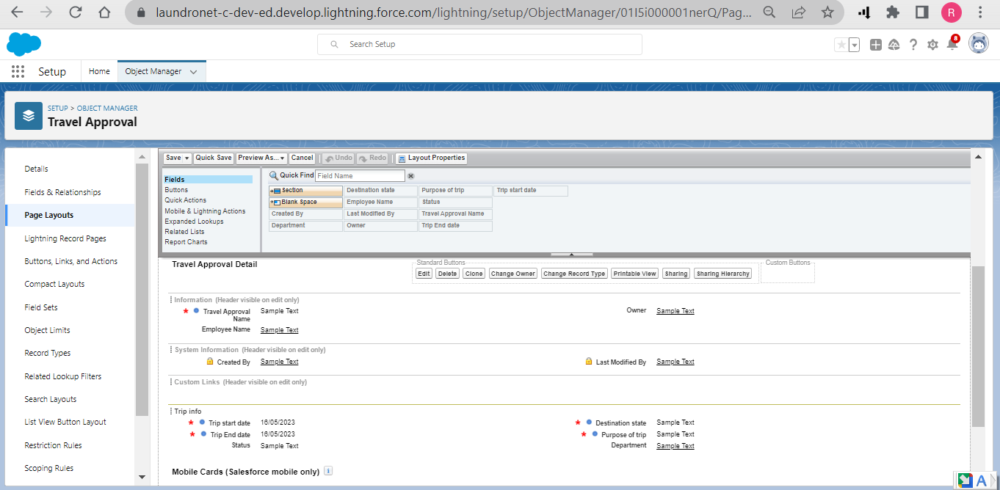 laundronet-c-dev-ed.develop.lightning.force.com/lightning/setup/ObjectManager/01I5i000001nerQ/Pag...
R
Search Setup
8
Setup
Home
Object Manager
SETUP > OBJECT MANAGER
Travel Approval
Details
Fields & Relationships
Page Layouts
Lightning Record Pages
Buttons, Links, and Actions
Compact Layouts
Field Sets
Object Limits
Record Types
Related Lookup Filters
Search Layouts
List View Button Layout
Restriction Rules
Scoping Rules
Save Quick Save Preview As... Cancel Undo Redo Layout Properties
Fields
Buttons
Quick Actions
Mobile & Lightning Actions
Expanded Lookups
Related Lists
Report Charts
Quick Find Field Name
Section Destination state Purpose of trip Trip start date
Blank Space Employee Name Status
Created By Last Modified By Travel Approval Name
Department Owner Trip End date
Travel Approval Detail
Standard Buttons
Edit Delete Clone Change Owner Change Record Type Printable View Sharing Sharing Hierarchy
Custom Buttons
Information (Header visible on edit only)
* Travel Approval Name Sample Text Owner Sample Text
Employee Name Sample Text
System Information (Header visible on edit only)
Created By Sample Text Last Modified By Sample Text
Custom Links (Header visible on edit only)
Trip info
* Trip start date 16/05/2023 * Destination state Sample Text
* Trip End date 16/05/2023 * Purpose of trip Sample Text
Status Sample Text Department Sample Text
Mobile Cards (Salesforce mobile only) i
A